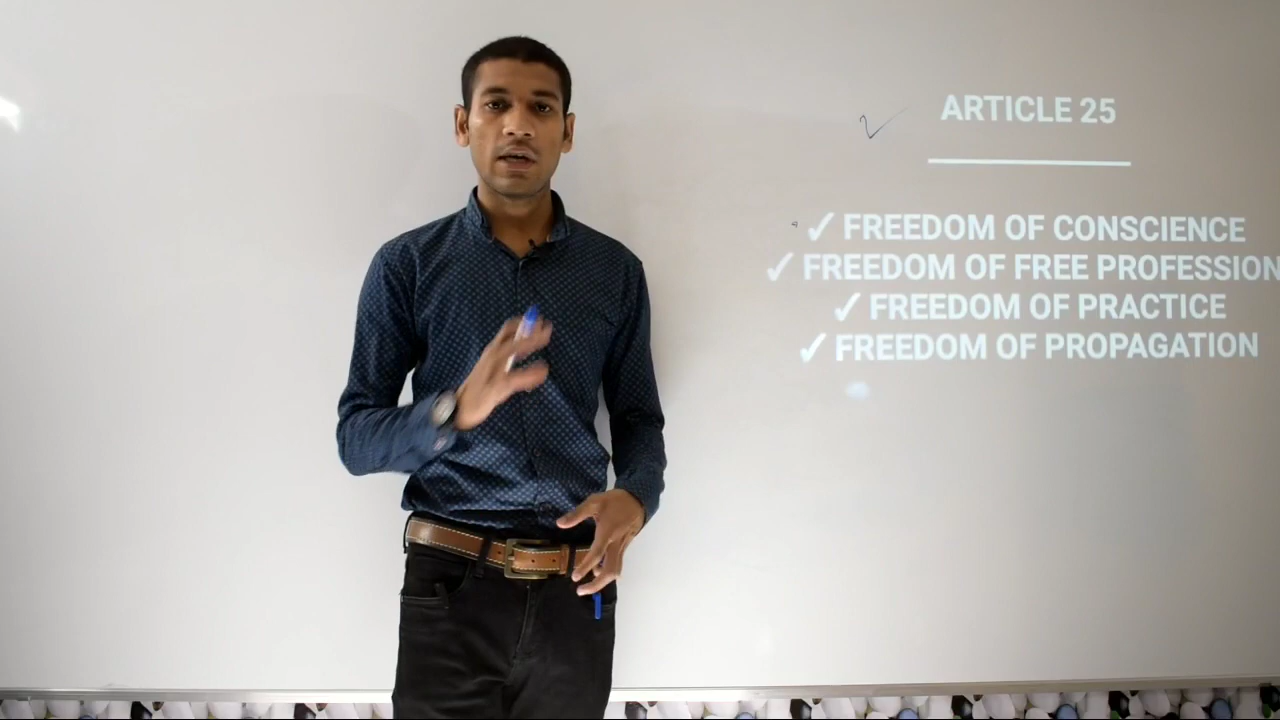 ARTICLE 25
✓ FREEDOM OF CONSCIENCE
✓ FREEDOM OF FREE PROFESSION
✓ FREEDOM OF PRACTICE
✓ FREEDOM OF PROPAGATION